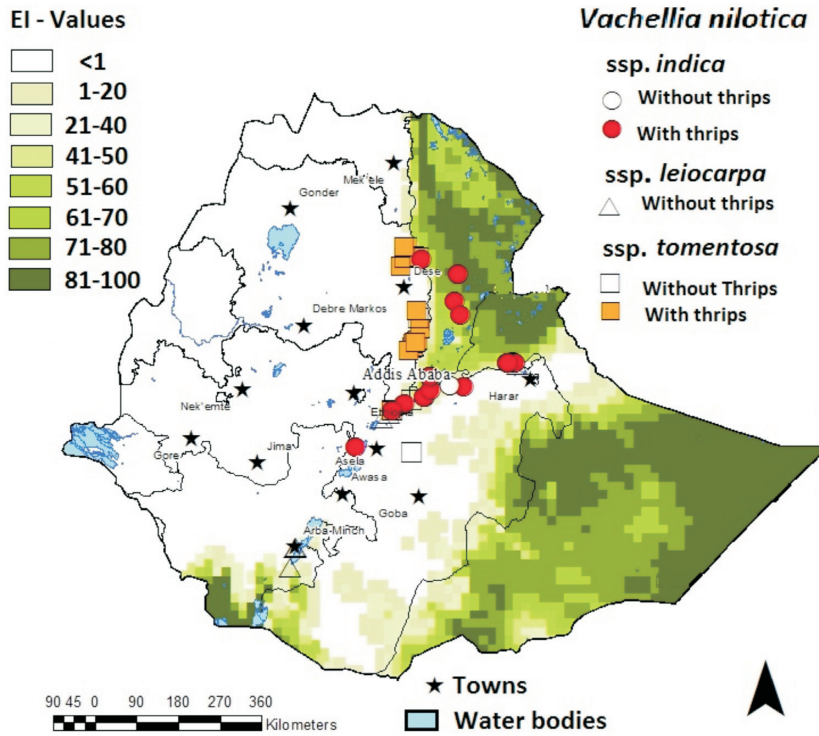 EI - Values
<1
1-20
21-40
41-50
51-60
61-70
71-80
81-100
Vachellia nilotica
ssp. indica
Without thrips
With thrips
ssp. leiocarpa
Without thrips
ssp. tomentosa
Without Thrips
With thrips
Mek'ele
Gonder
Dese
Debre Markos
Addis Ababa
Nek'emte
Harar
Gore
Jima
Asela
Awasa
Goba
Arba-Minch
90 45 0 90 180 270 360
Kilometers
Towns
Water bodies